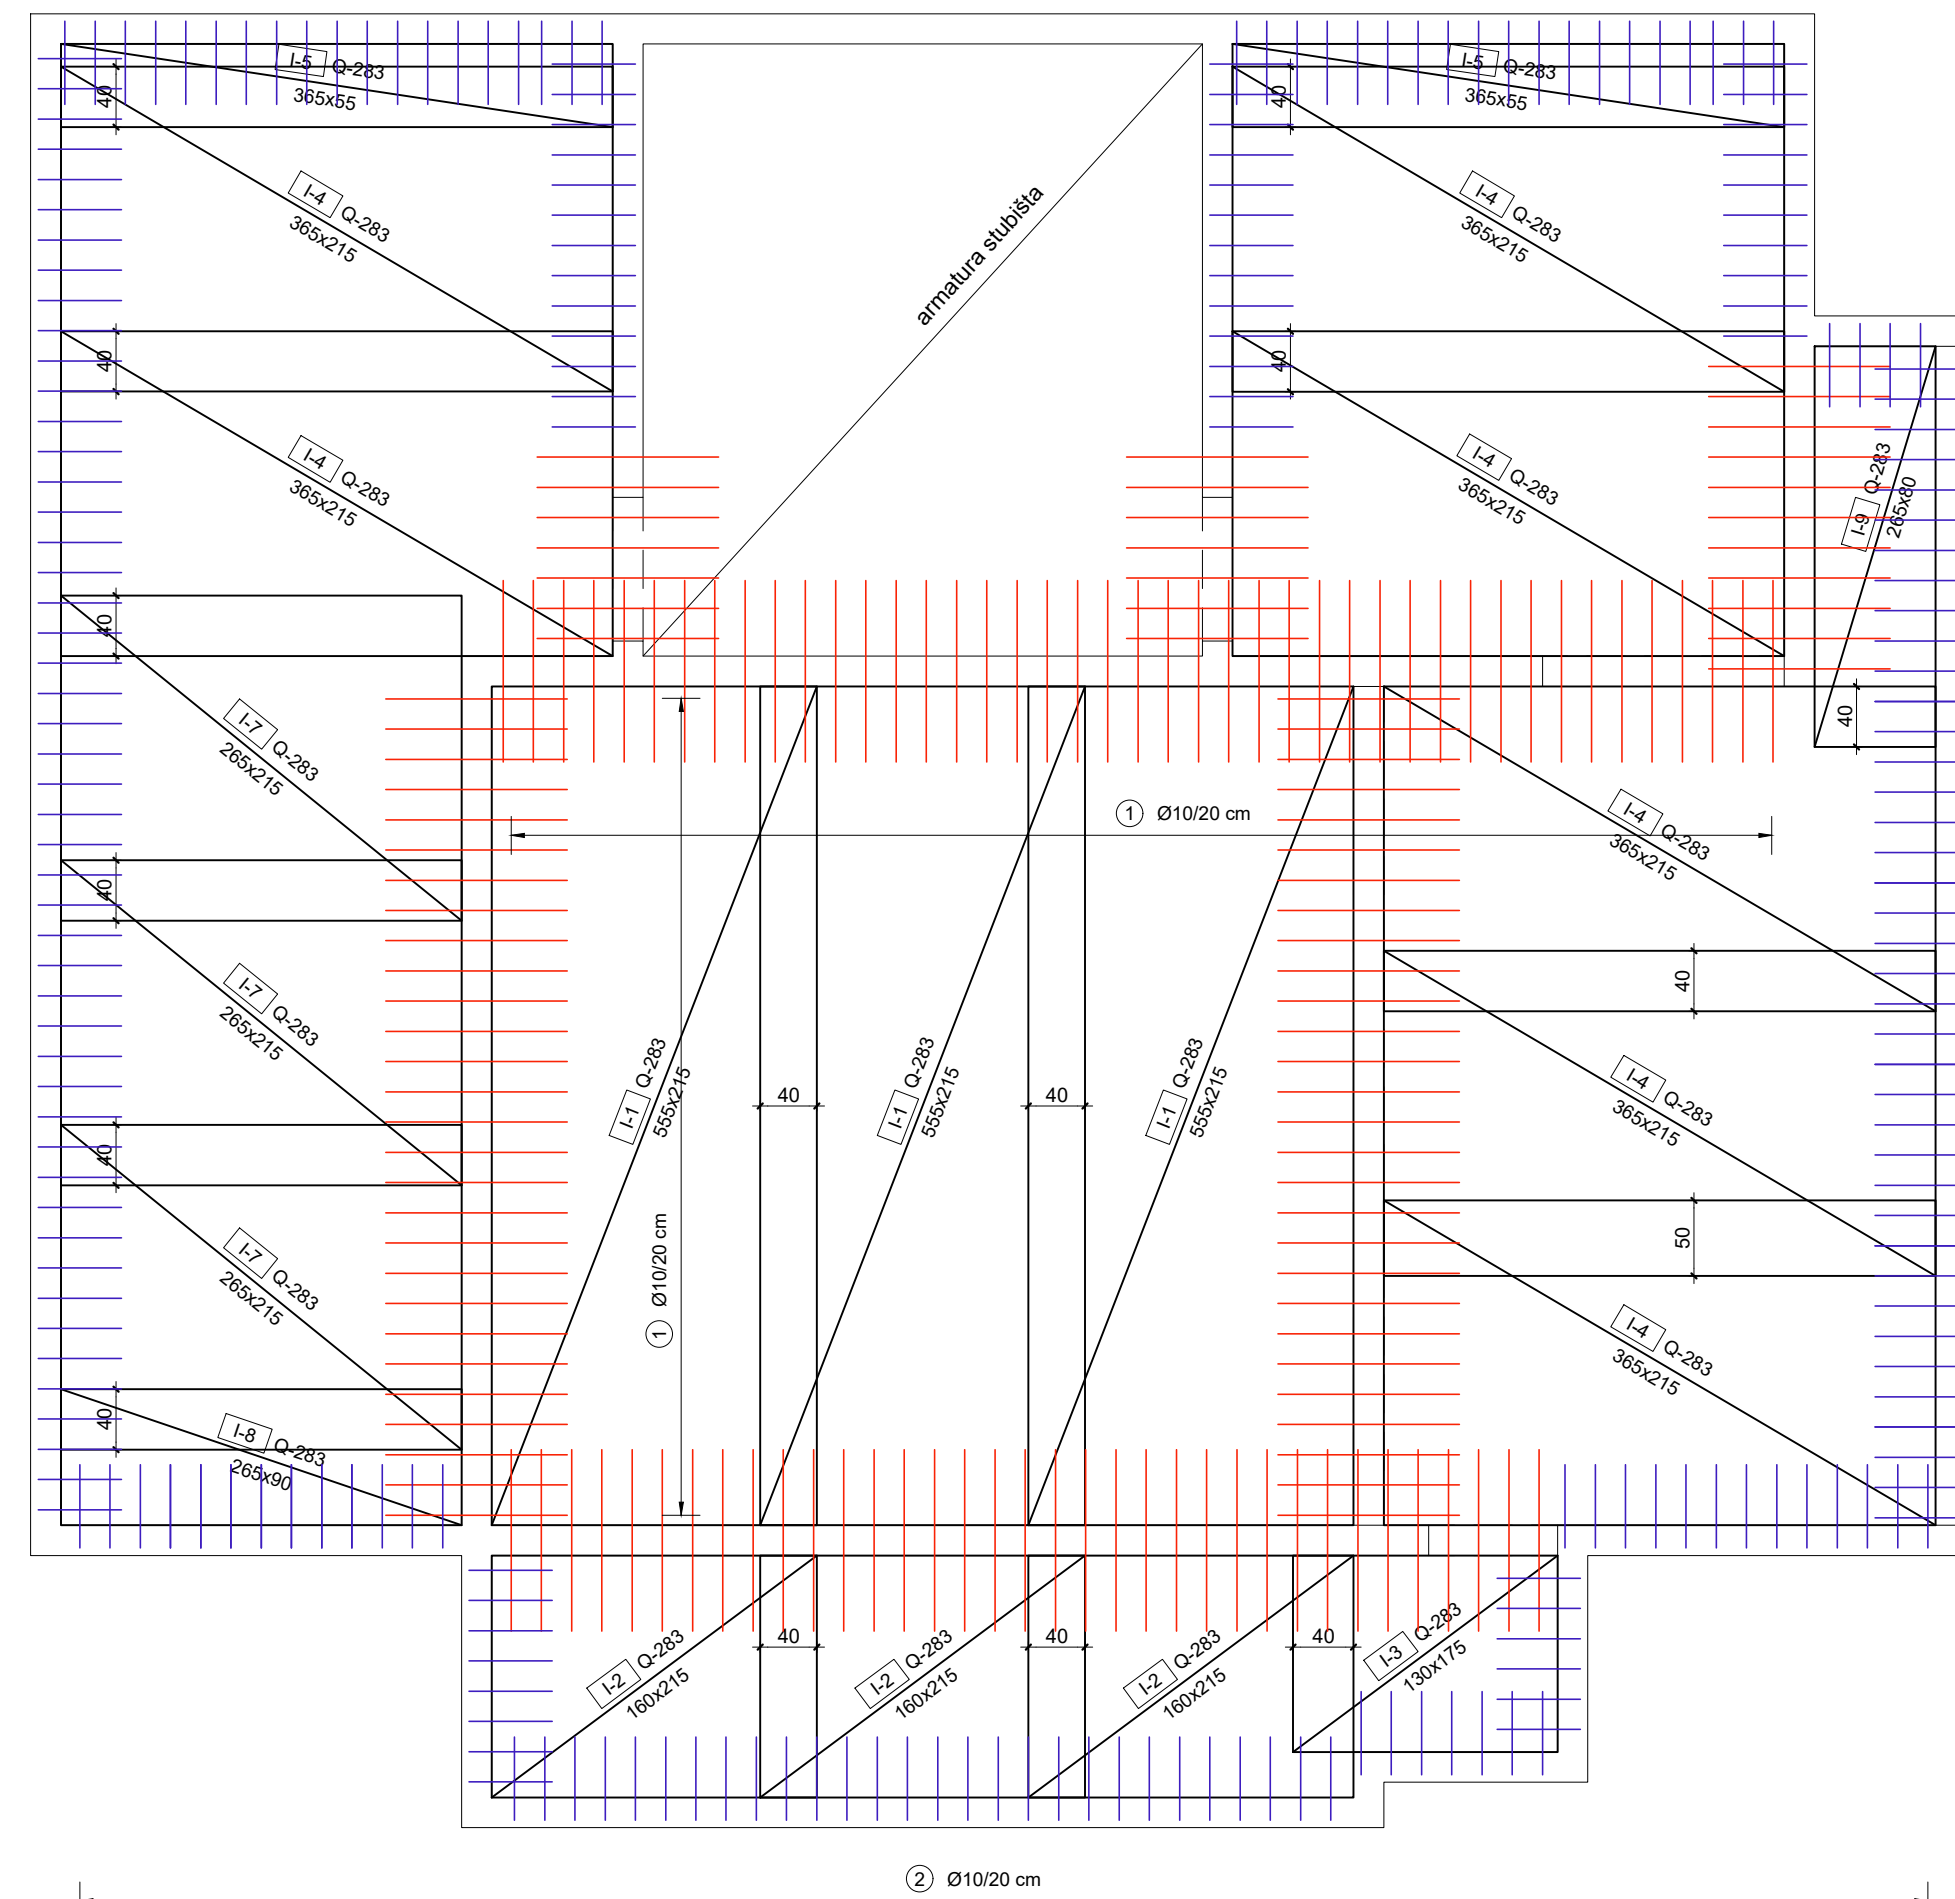 I-5 Q-283
365x55
40
I-5 Q-283
365x55
40
armatura stubišta
I-4 Q-283
365x215
I-4 Q-283
365x215
40
40
I-4 Q-283
365x215
I-4 Q-283
365x215
I-9 Q-283
265x80
40
I-7 Q-283
265x215
40
1 Ø10/20 cm
I-4 Q-283
365x215
40
I-7 Q-283
265x215
40
I-1 Q-283
555x215
40
I-1 Q-283
555x215
40
I-1 Q-283
555x215
I-4 Q-283
365x215
40
1 Ø10/20 cm
50
I-7 Q-283
265x215
I-4 Q-283
365x215
40
I-8 Q-283
265x90
I-2 Q-283
160x215
40
I-2 Q-283
160x215
40
I-2 Q-283
160x215
40
I-3 Q-283
130x175
2 Ø10/20 cm